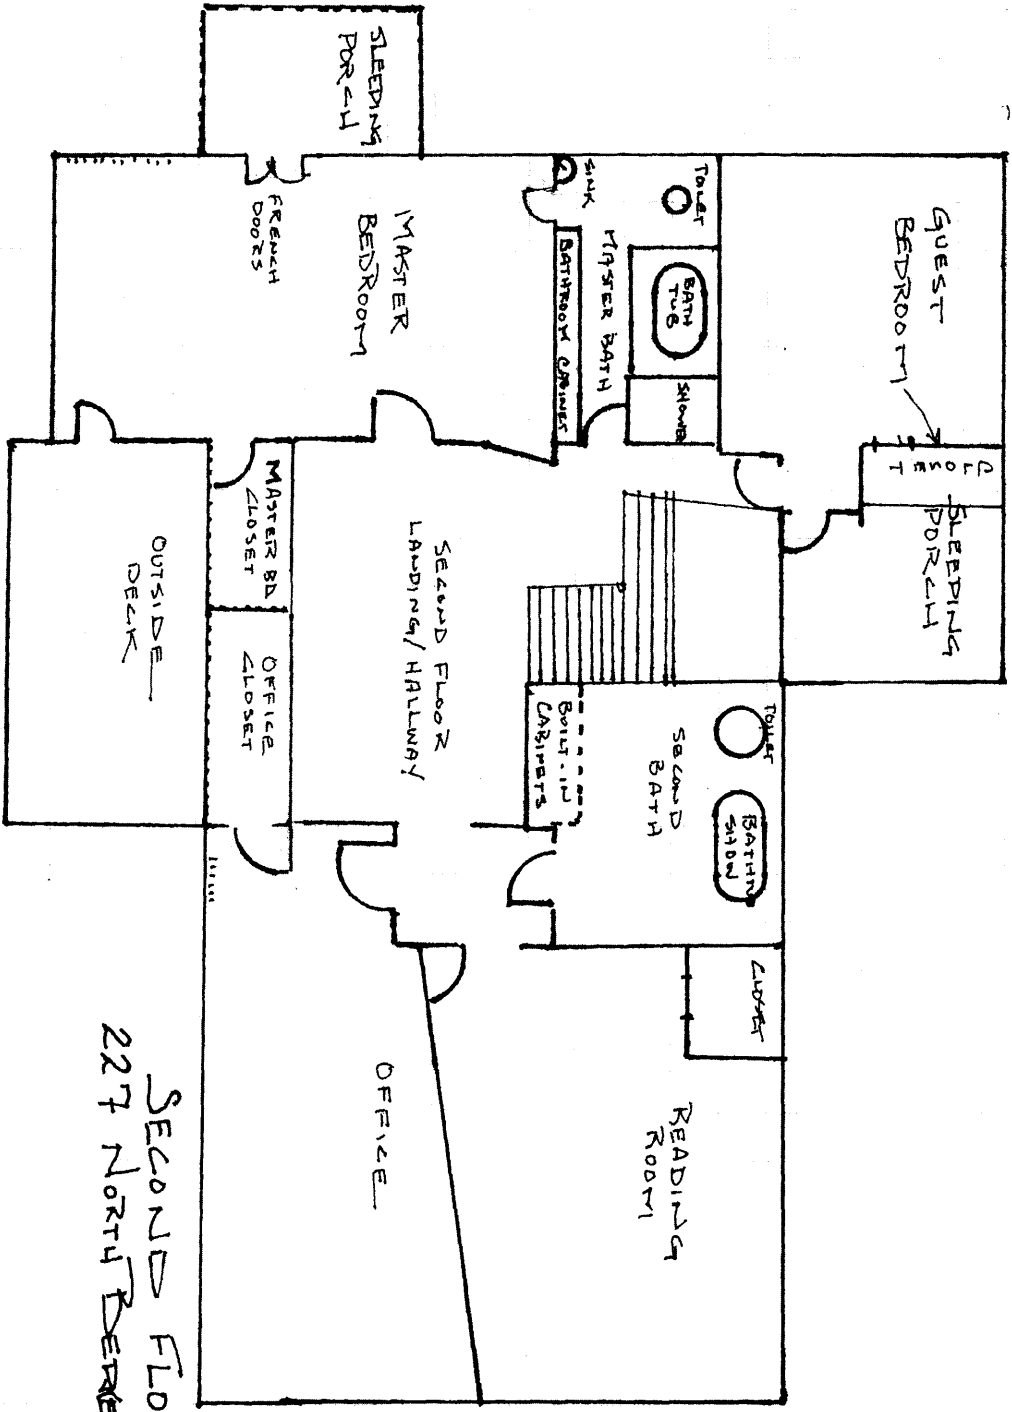 GUEST
BEDROOM
CLOSET
SLEEPING
PORCH
TOILET
BATH
TUB
SHOWER
MASTER BATH
SINK
BATHROOM CABINETS
TOILET
BATHN
SHOW
SECOND
BATH
BUILT-IN
CABINETS
CLOSET
READING
ROOM
SLEEPING
PORCH
MASTER
BEDROOM
FRENCH
DOORS
SECOND FLOOR
LANDING/HALLWAY
MASTER BD
CLOSET
OFFICE
CLOSET
OFFICE
OUTSIDE
DECK
SECOND FLO
227 NORTH